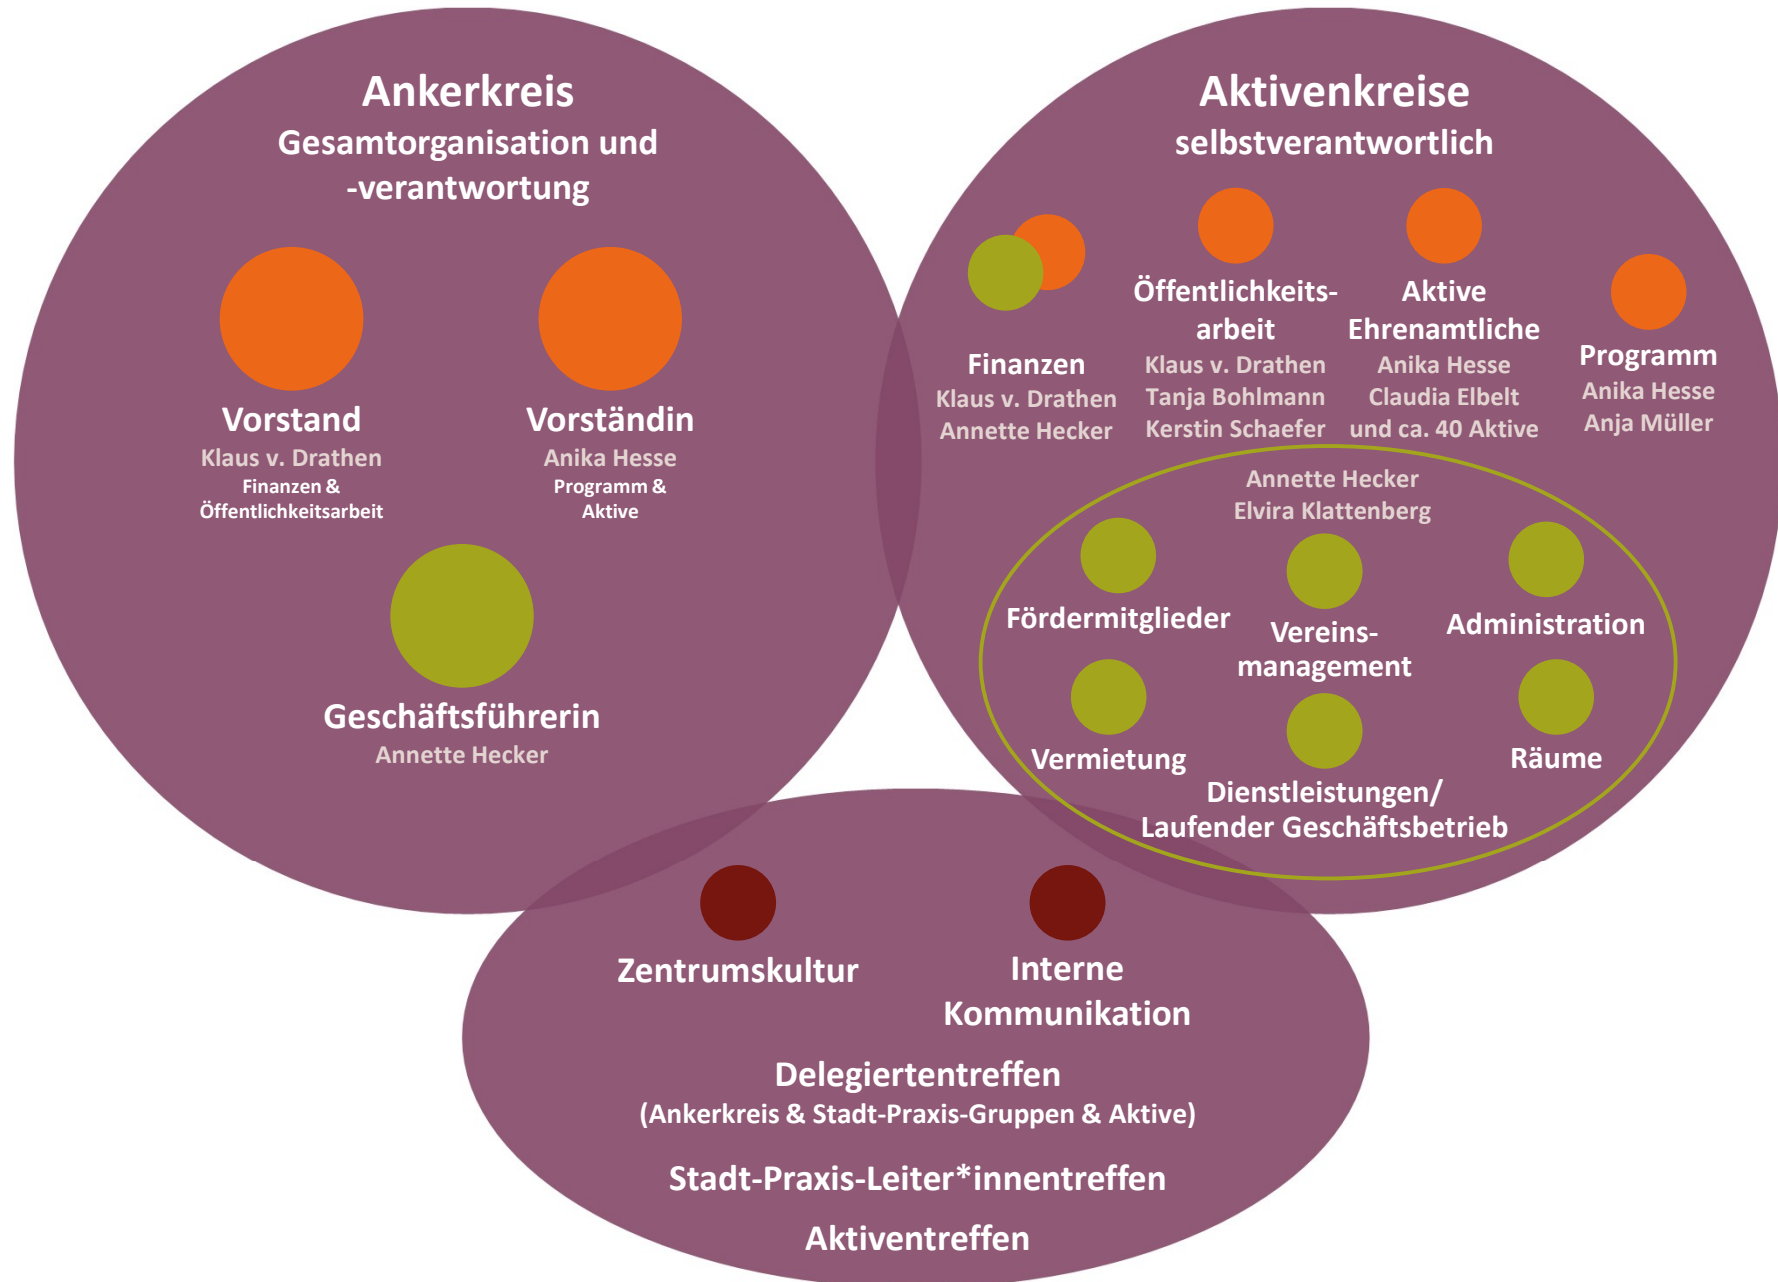 Ankerkreis
Gesamtorganisation und
-verantwortung
Vorstand
Klaus v. Drathen
Finanzen &
Öffentlichkeitsarbeit
Vorständin
Anika Hesse
Programm &
Aktive
Geschäftsführerin
Annette Hecker
Aktivenkreise
selbstverantwortlich
Finanzen
Klaus v. Drathen
Annette Hecker
Öffentlichkeits-
arbeit
Klaus v. Drathen
Tanja Bohlmann
Kerstin Schaefer
Aktive
Ehrenamtliche
Anika Hesse
Claudia Elbelt
und ca. 40 Aktive
Programm
Anika Hesse
Anja Müller
Annette Hecker
Elvira Klattenberg
Fördermitglieder
Vereins-
management
Administration
Vermietung
Dienstleistungen/
Laufender Geschäftsbetrieb
Räume
Zentrumskultur
Interne
Kommunikation
Delegiertentreffen
(Ankerkreis & Stadt-Praxis-Gruppen & Aktive)
Stadt-Praxis-Leiter*innentreffen
Aktiventreffen